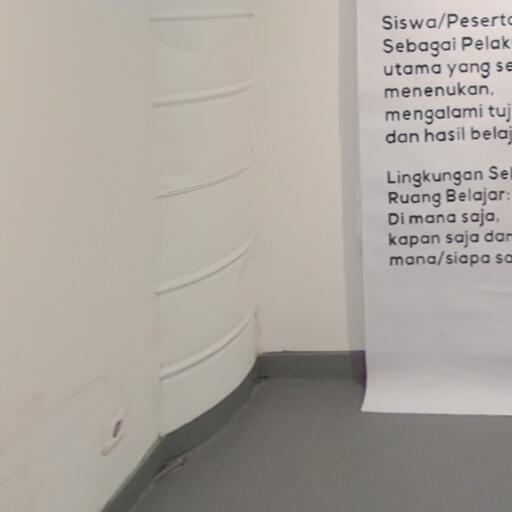 Siswa/Pesert
Sebagai Pelak
utama yang se
menenukan,
mengalami tuj
dan hasil belaj
Lingkungan Sel
Ruang Belajar:
Di mana saja,
kapan saja dan
mana/siapa sa